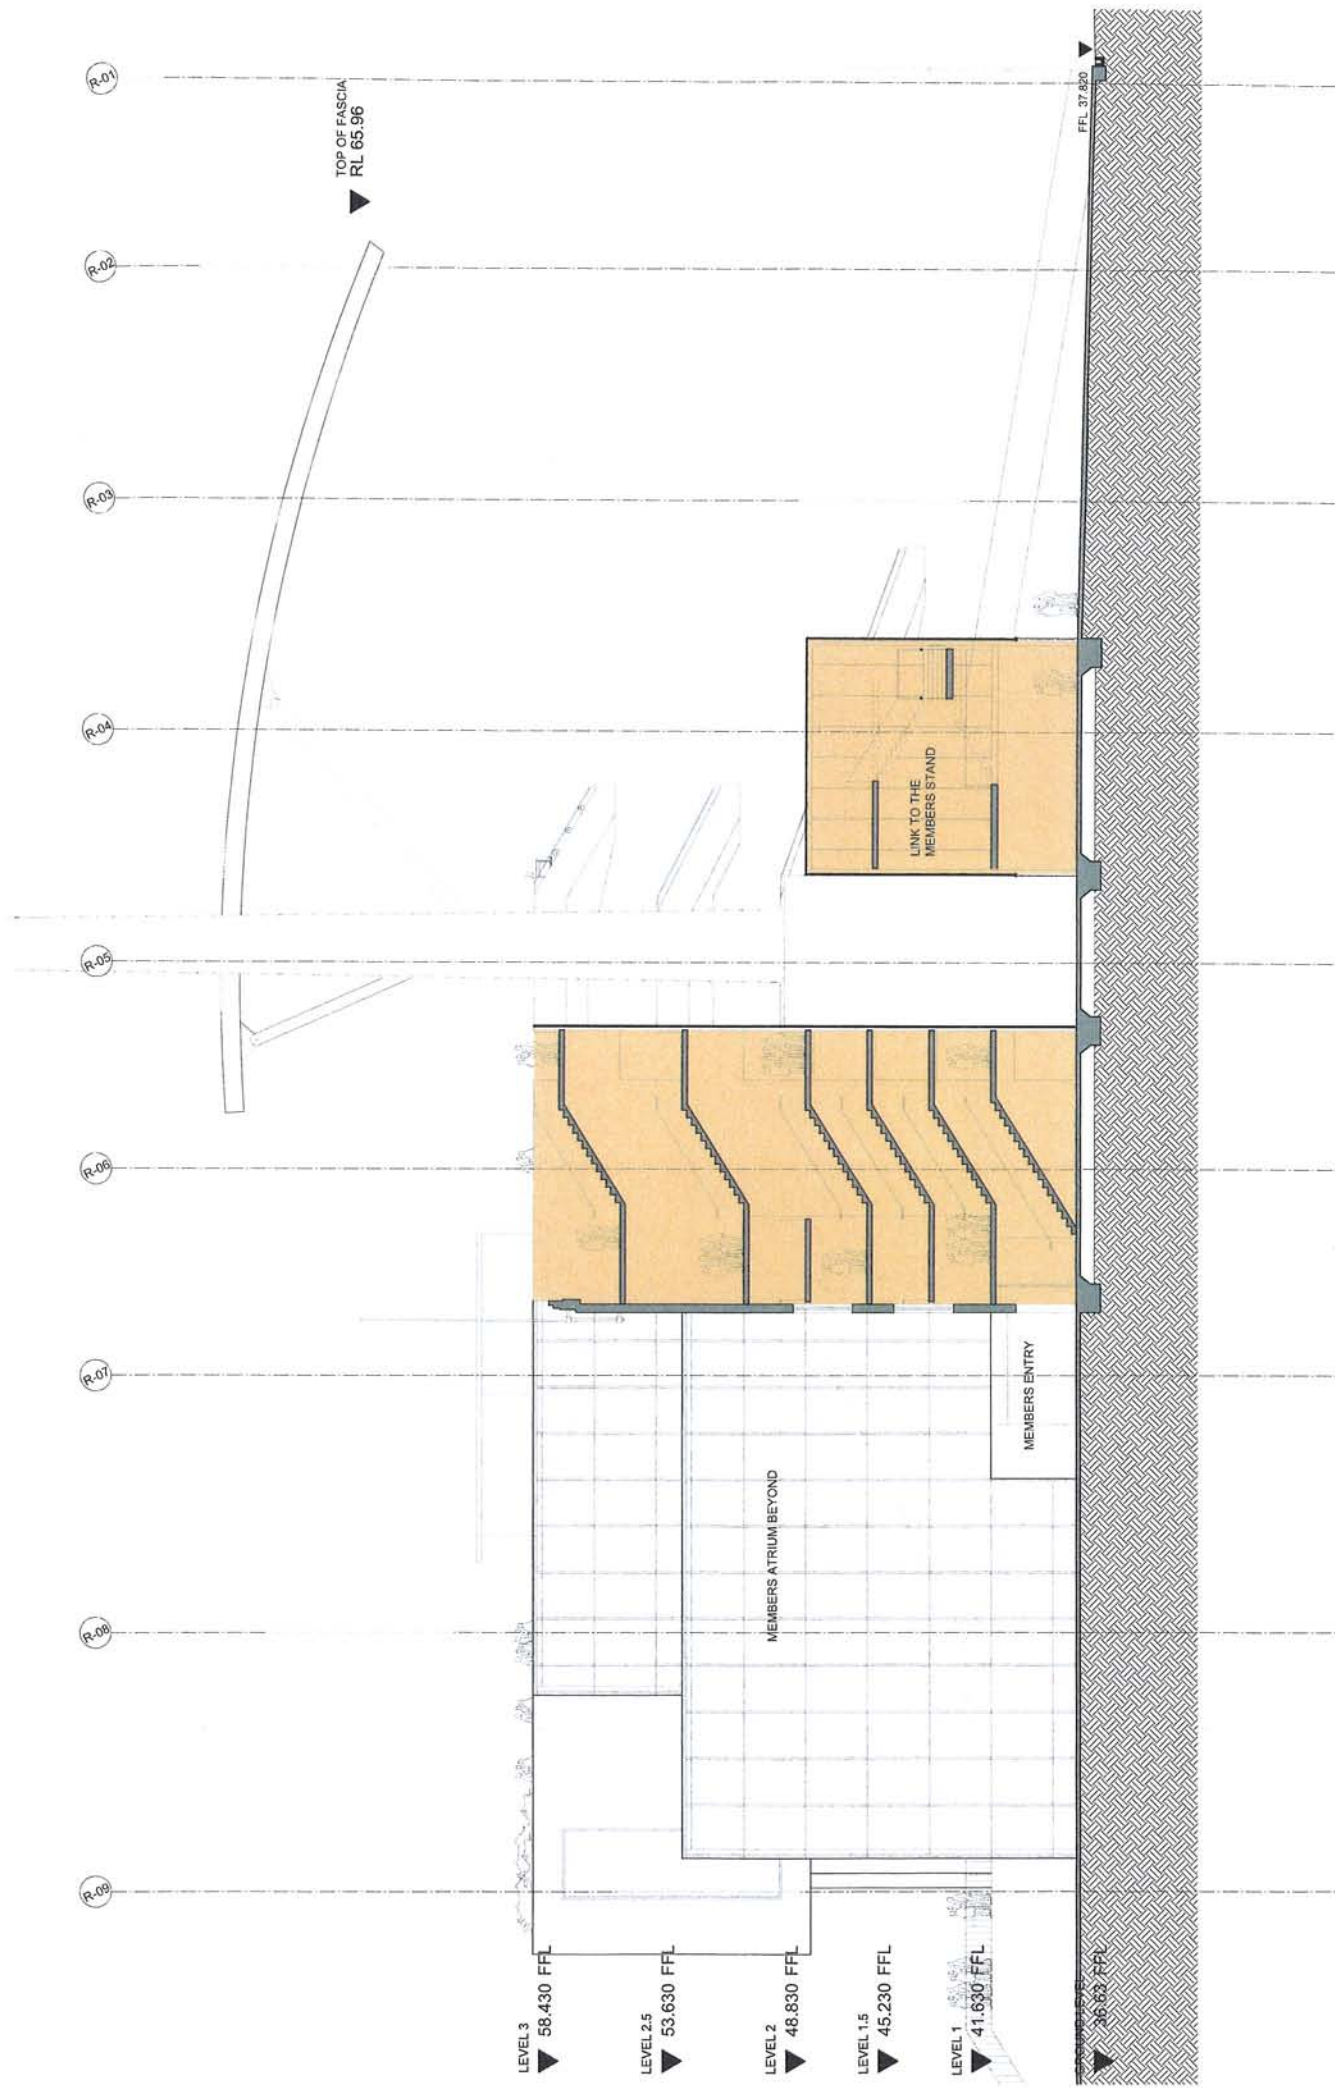 R-09
R-08
R-07
R-06
R-05
R-04
R-03
R-02
R-01
TOP OF FASCIA
RL 65.96
LEVEL 3
58.430 FFL
LEVEL 2.5
53.630 FFL
LEVEL 2
48.830 FFL
LEVEL 1.5
45.230 FFL
LEVEL 1
41.630 FFL
GROUND LEVEL
36.63 FFL
MEMBERS ATRIUM BEYOND
MEMBERS ENTRY
LINK TO THE
MEMBERS STAND
FFL 37.820